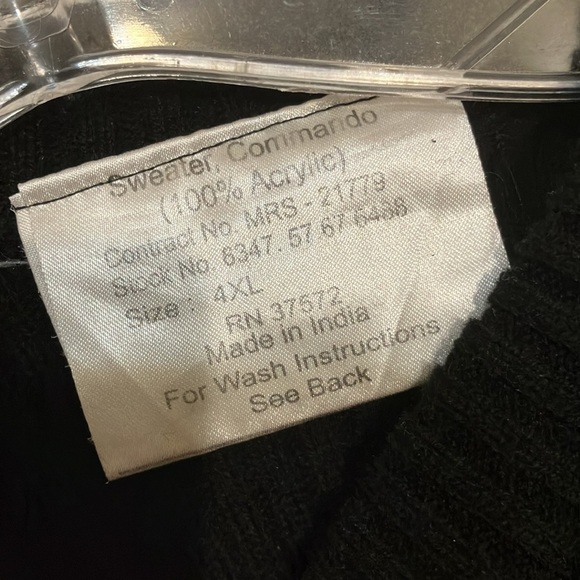 Sweater, Commando
(100% Acrylic)
Contract No. MRS - 21779
Stock No. 8347. 57 67 6438
Size : 4XL
RN 37572
Made in India
For Wash Instructions
See Back